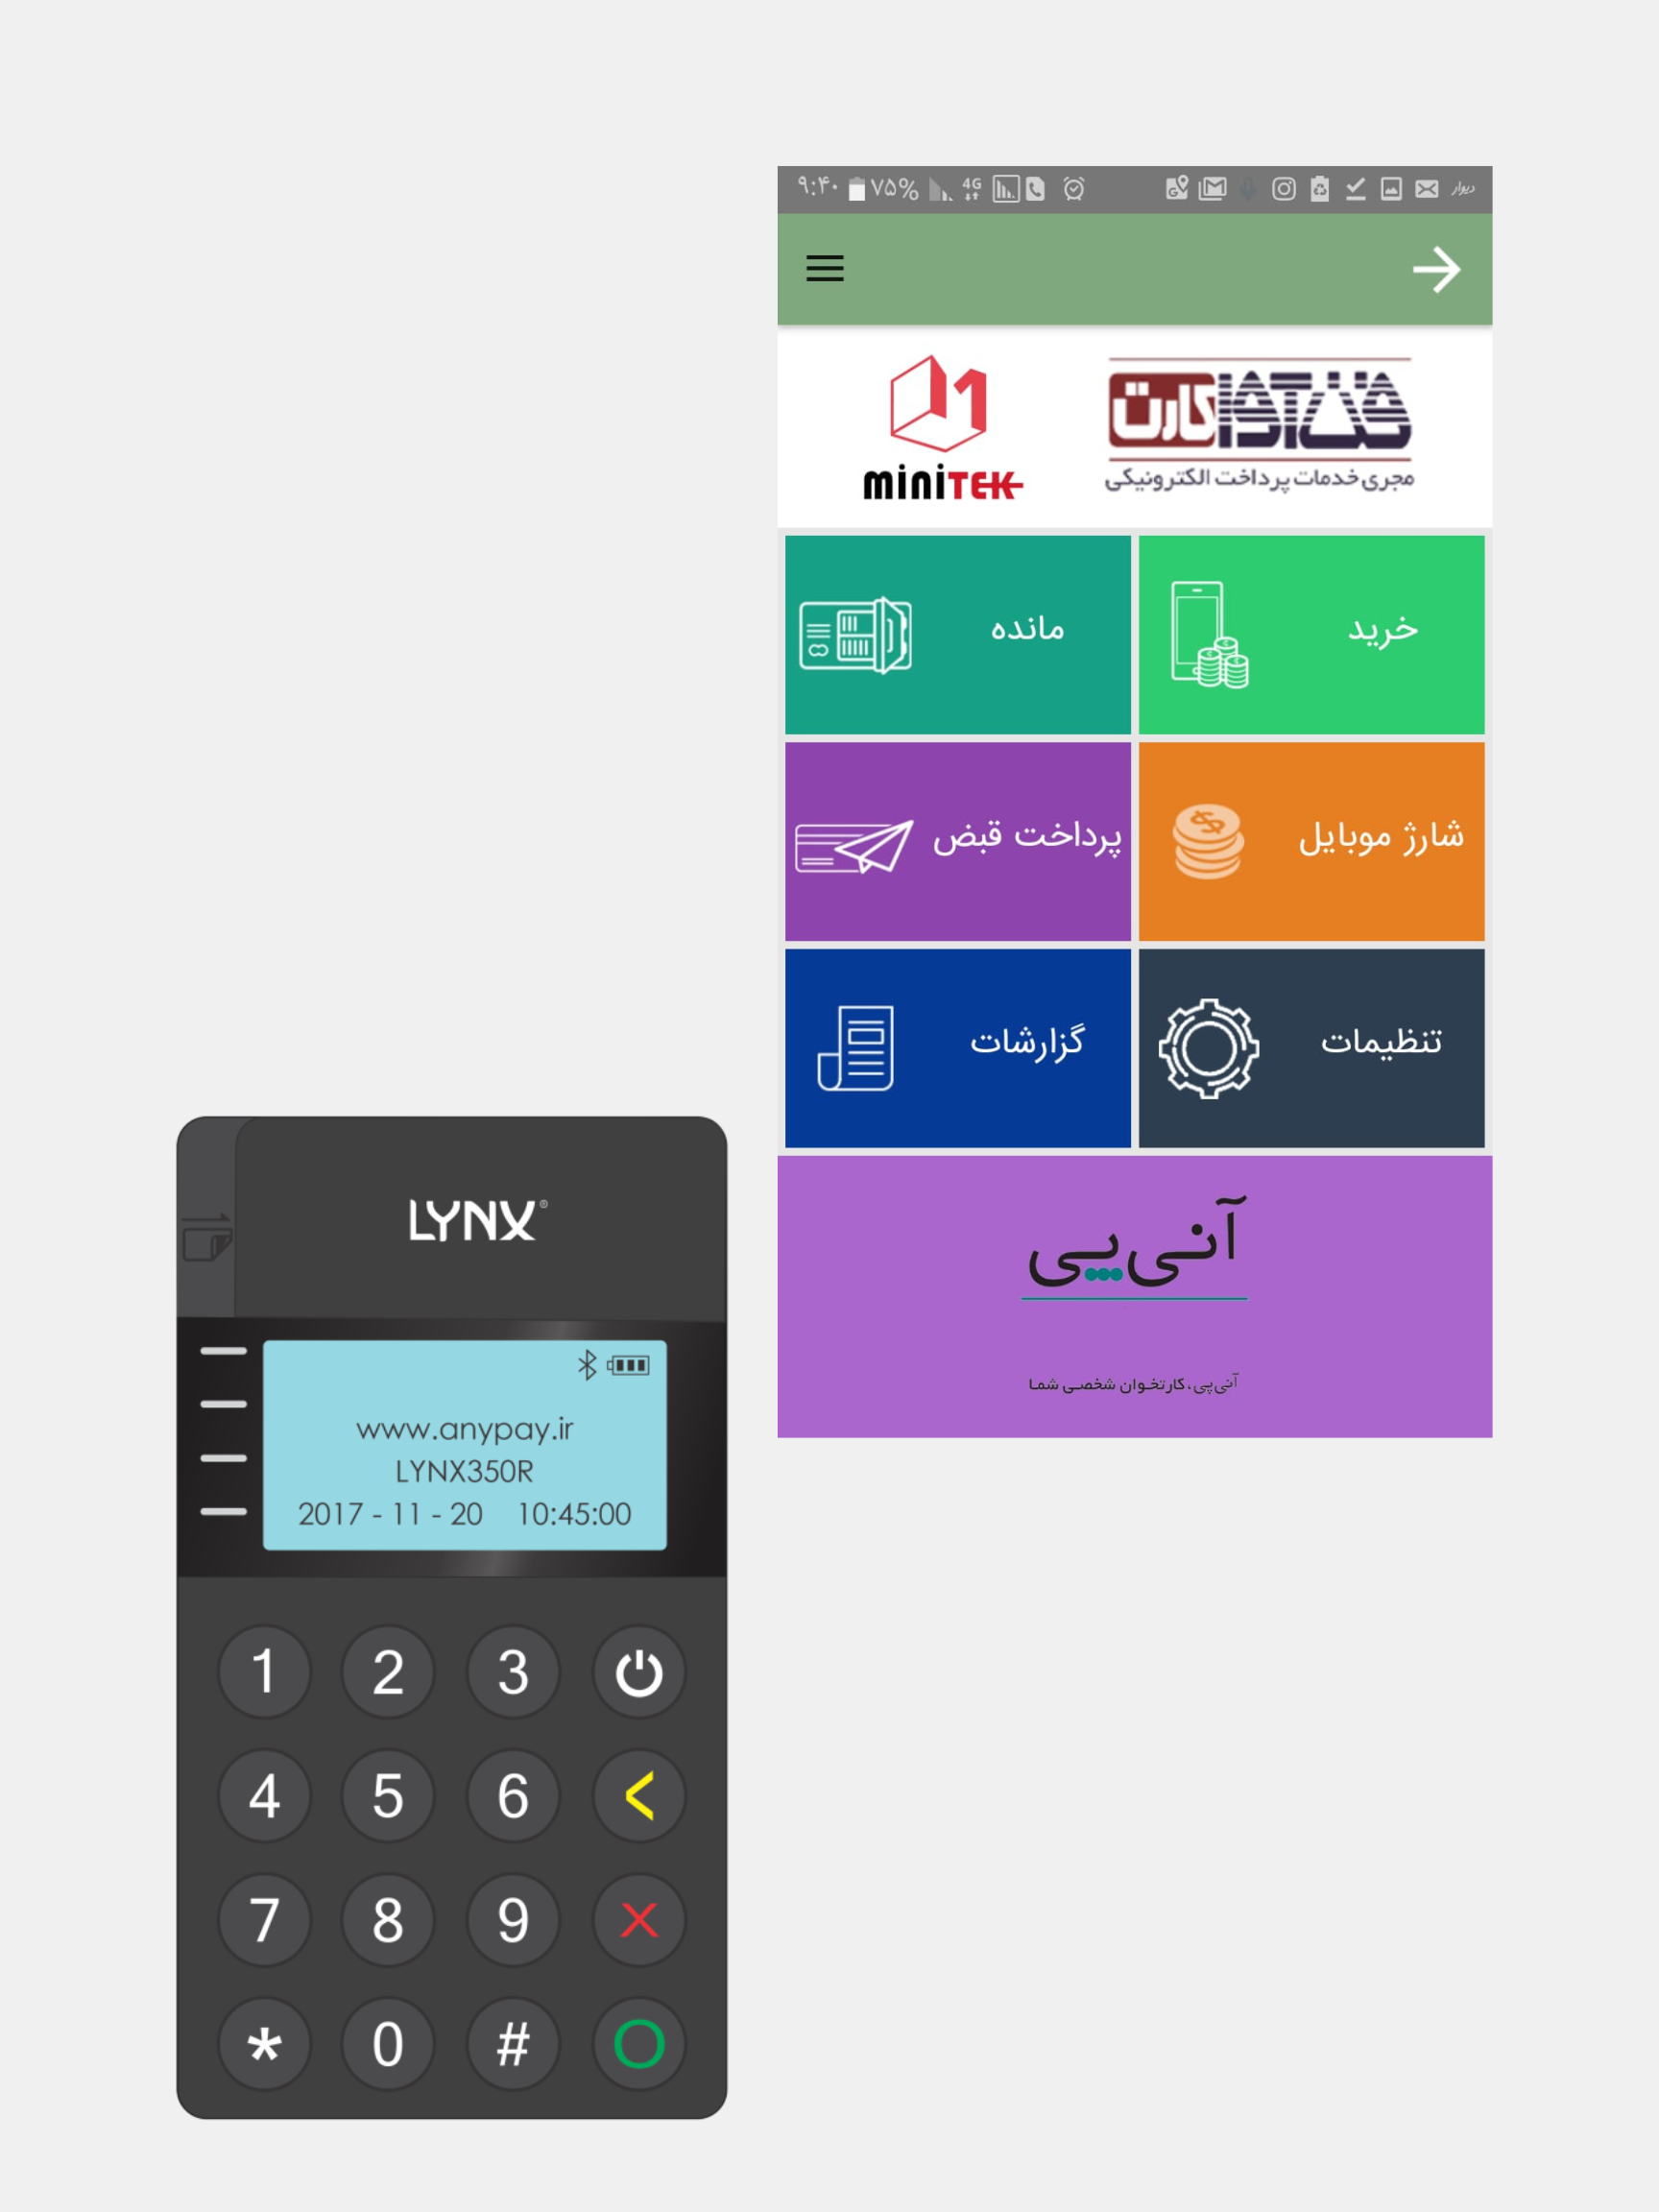 ۹:۴۰ ۷۵% 4G دیوار
miniTEK
فن آوا کارت
مجری خدمات پرداخت الکترونیکی
خرید
مانده
شارژ موبایل
پرداخت قبض
تنظیمات
گزارشات
آنی‌پی
آنی‌پی، کارتخوان شخصی شما
LYNX®
www.anypay.ir
LYNX350R
2017 - 11 - 20 10:45:00
1 2 3
4 5 6 <
7 8 9 X
* 0 # O